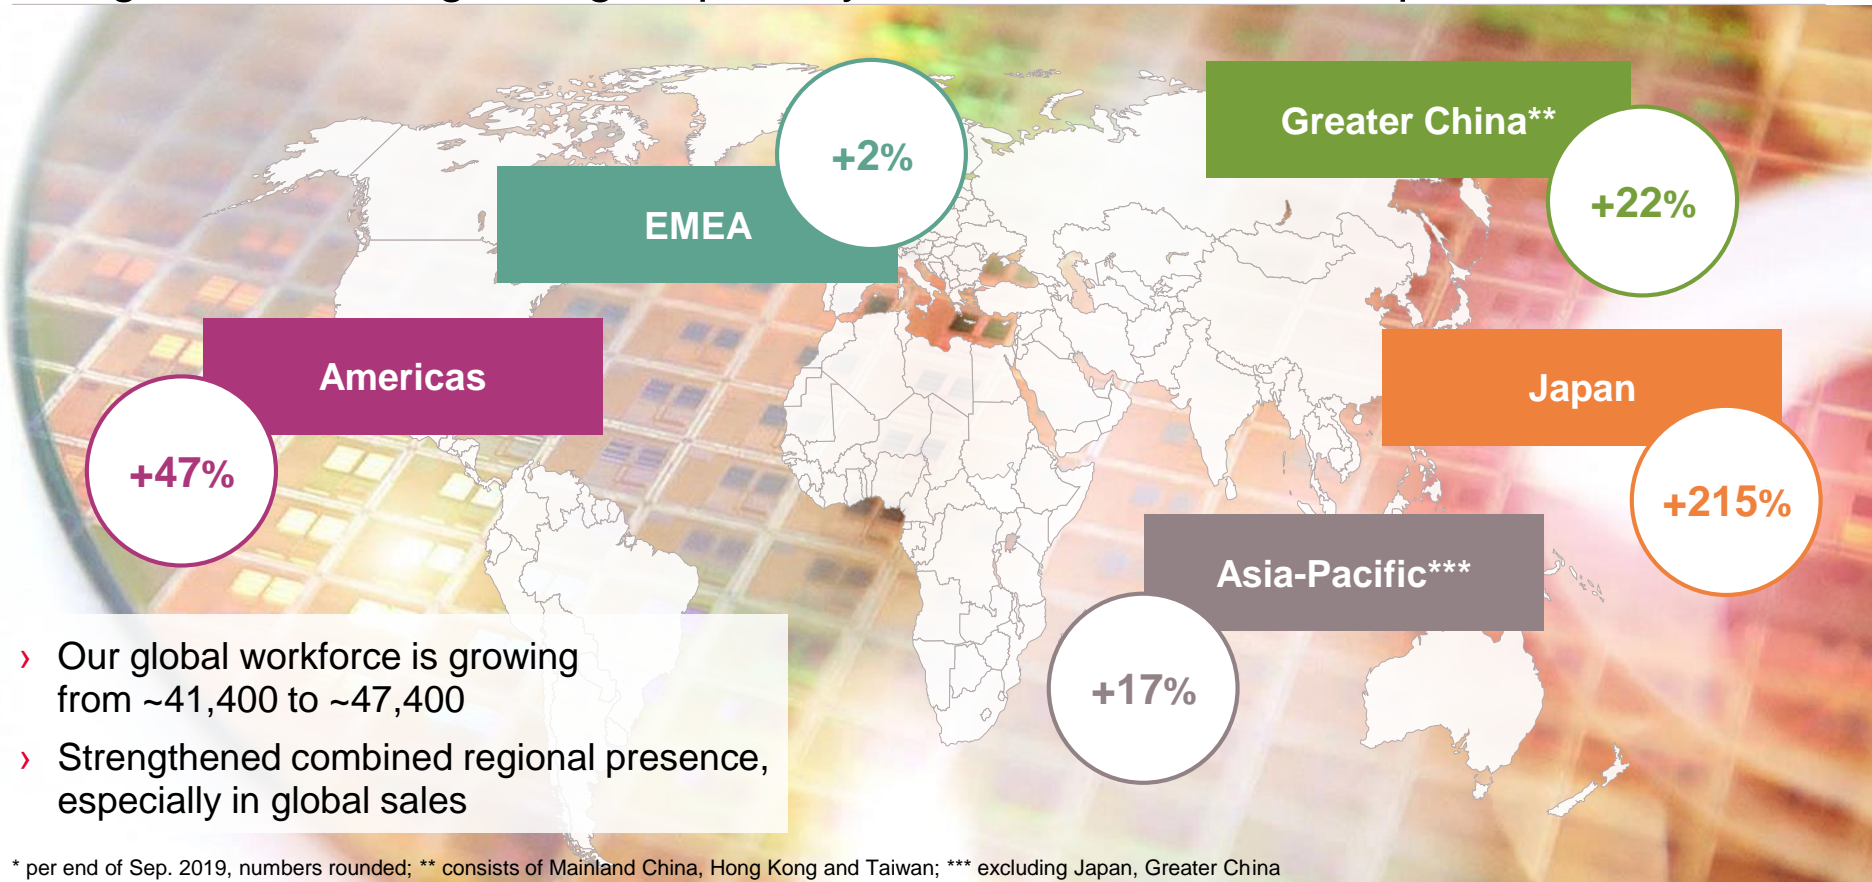 Greater China**
+2%
+22%
EMEA
Americas
Japan
+47%
+215%
Asia-Pacific***
+17%
› Our global workforce is growing
from ~41,400 to ~47,400
› Strengthened combined regional presence,
especially in global sales
* per end of Sep. 2019, numbers rounded; ** consists of Mainland China, Hong Kong and Taiwan; *** excluding Japan, Greater China